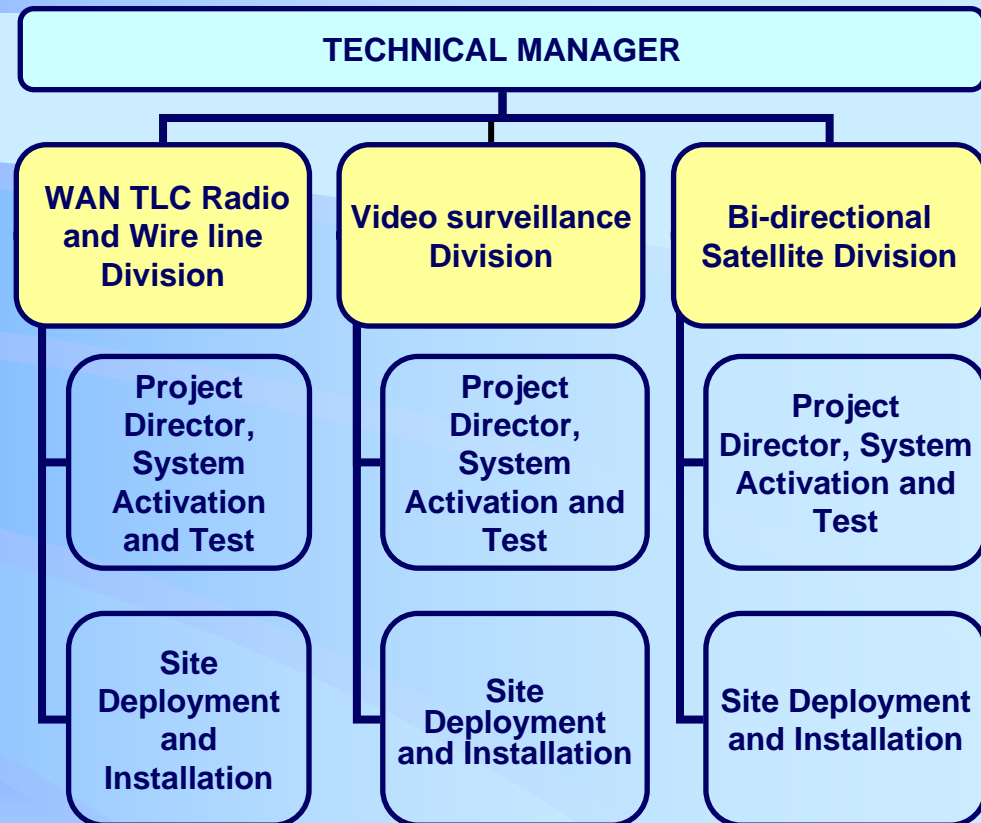 TECHNICAL MANAGER
WAN TLC Radio
and Wire line
Division
Video surveillance
Division
Bi-directional
Satellite Division
Project
Director,
System
Activation
and Test
Project
Director,
System
Activation and
Test
Project
Director, System
Activation and
Test
Site
Deployment
and
Installation
Site
Deployment
and Installation
Site Deployment
and Installation